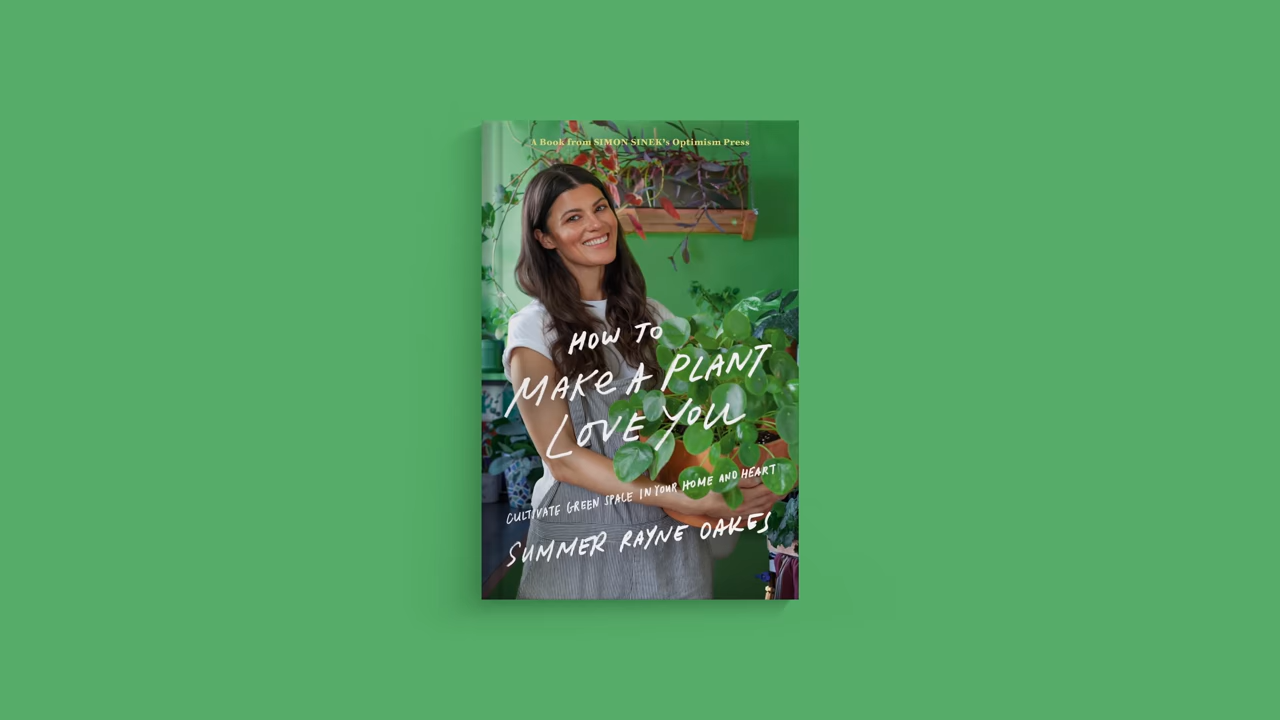 A Book from SIMON SINEK's Optimism Press
HOW TO
MAKE A PLANT
LOVE YOU
CULTIVATE GREEN SPACE IN YOUR HOME AND HEART
SUMMER RAYNE OAKES